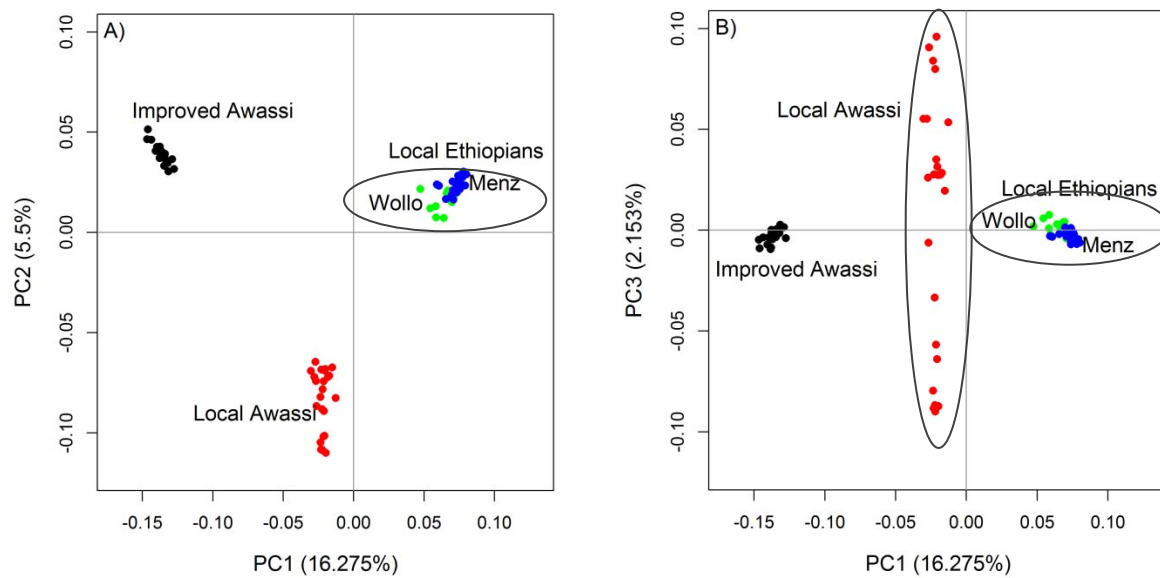 A)
Improved Awassi
Local Ethiopians
Menz
Wollo
Local Awassi
PC2 (5.5%)
0.10
0.05
0.00
-0.05
-0.10
-0.15
-0.10
-0.05
0.00
0.05
0.10
PC1 (16.275%)
B)
Local Awassi
Local Ethiopians
Wollo
Menz
Improved Awassi
PC3 (2.153%)
0.10
0.05
0.00
-0.05
-0.10
-0.15
-0.10
-0.05
0.00
0.05
0.10
PC1 (16.275%)